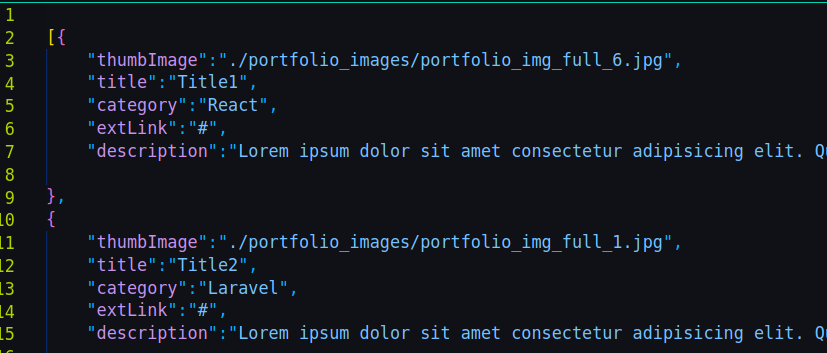 1
2 [{
3 "thumbImage":"./portfolio_images/portfolio_img_full_6.jpg",
4 "title":"Title1",
5 "category":"React",
6 "extLink":"#",
7 "description":"Lorem ipsum dolor sit amet consectetur adipisicing elit. Qu
8
9 },
10 {
11 "thumbImage":"./portfolio_images/portfolio_img_full_1.jpg",
12 "title":"Title2",
13 "category":"Laravel",
14 "extLink":"#",
15 "description":"Lorem ipsum dolor sit amet consectetur adipisicing elit. Qu